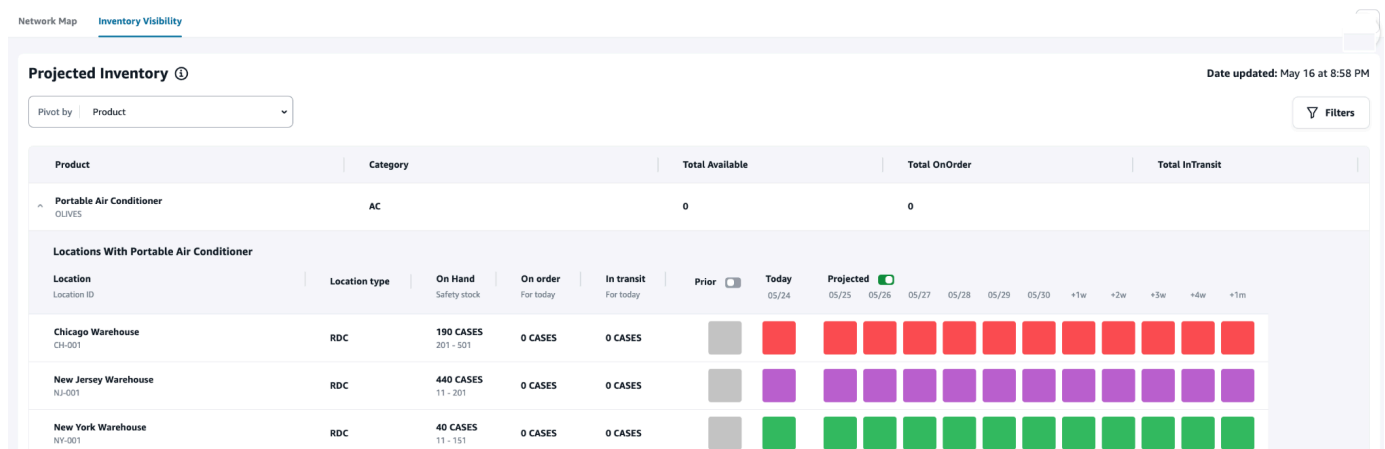 Network Map Inventory Visibility
Projected Inventory
Date updated: May 16 at 8:58 PM
Pivot by Product
Filters
Product Category Total Available Total OnOrder Total InTransit
Portable Air Conditioner
OLIVES
AC 0 0
Locations With Portable Air Conditioner
Location Location type On Hand On order In transit Prior Today Projected
Location ID Safety stock For today For today 05/24 05/25 05/26 05/27 05/28 05/29 05/30 +1w +2w +3w +4w +1m
Chicago Warehouse RDC 190 CASES 0 CASES 0 CASES
CH-001 201 - 501
New Jersey Warehouse RDC 440 CASES 0 CASES 0 CASES
NJ-001 11 - 201
New York Warehouse RDC 40 CASES 0 CASES 0 CASES
NY-001 11 - 151